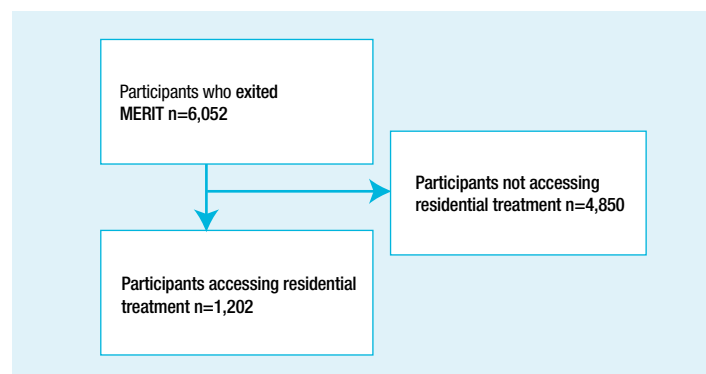 Participants who exited
MERIT n=6,052
Participants not accessing
residential treatment n=4,850
Participants accessing residential
treatment n=1,202